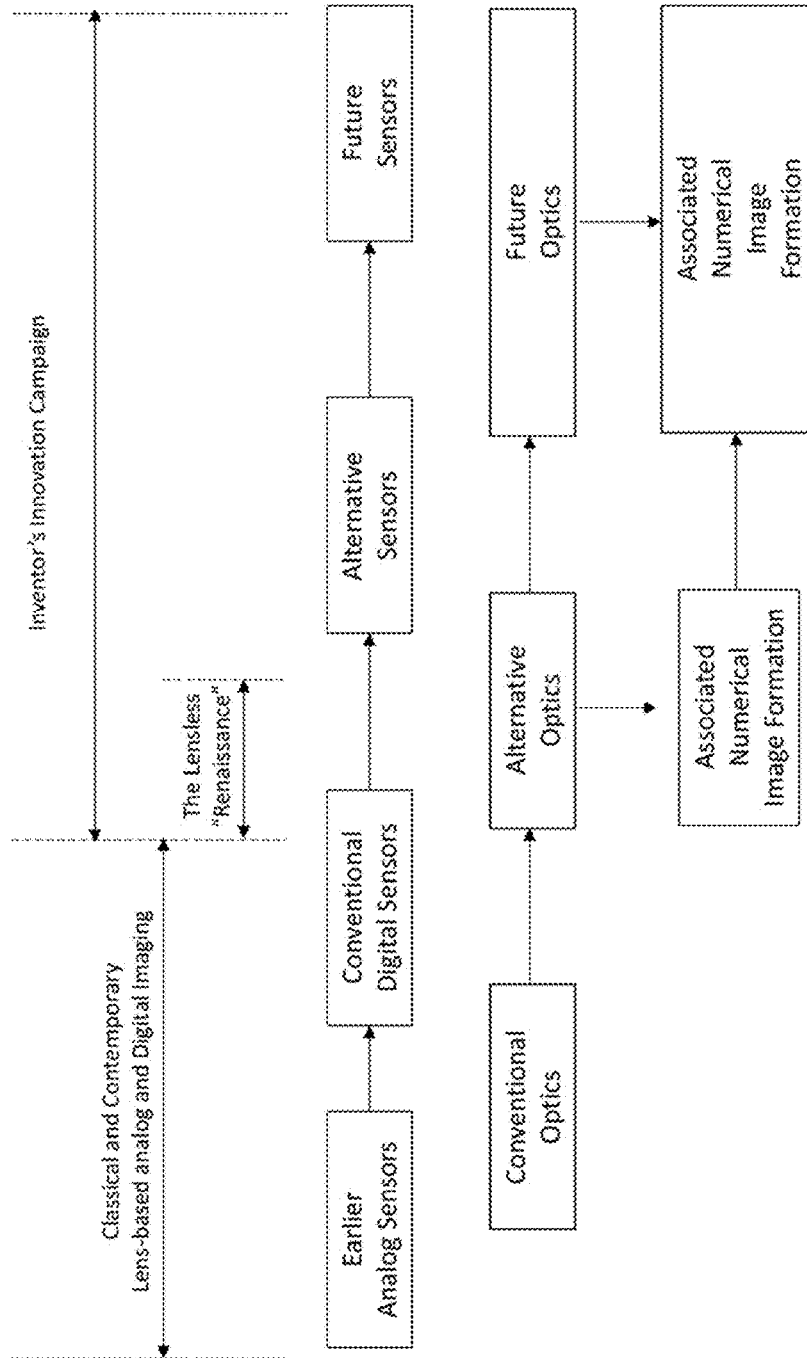 Classical and Contemporary
Lens-based analog and Digital Imaging
Inventor's Innovation Campaign
The Lensless
"Renaissance"
Earlier
Analog Sensors
Conventional
Digital Sensors
Alternative
Sensors
Future
Sensors
Conventional
Optics
Alternative
Optics
Future
Optics
Associated
Numerical
Image Formation
Associated
Numerical
Image
Formation